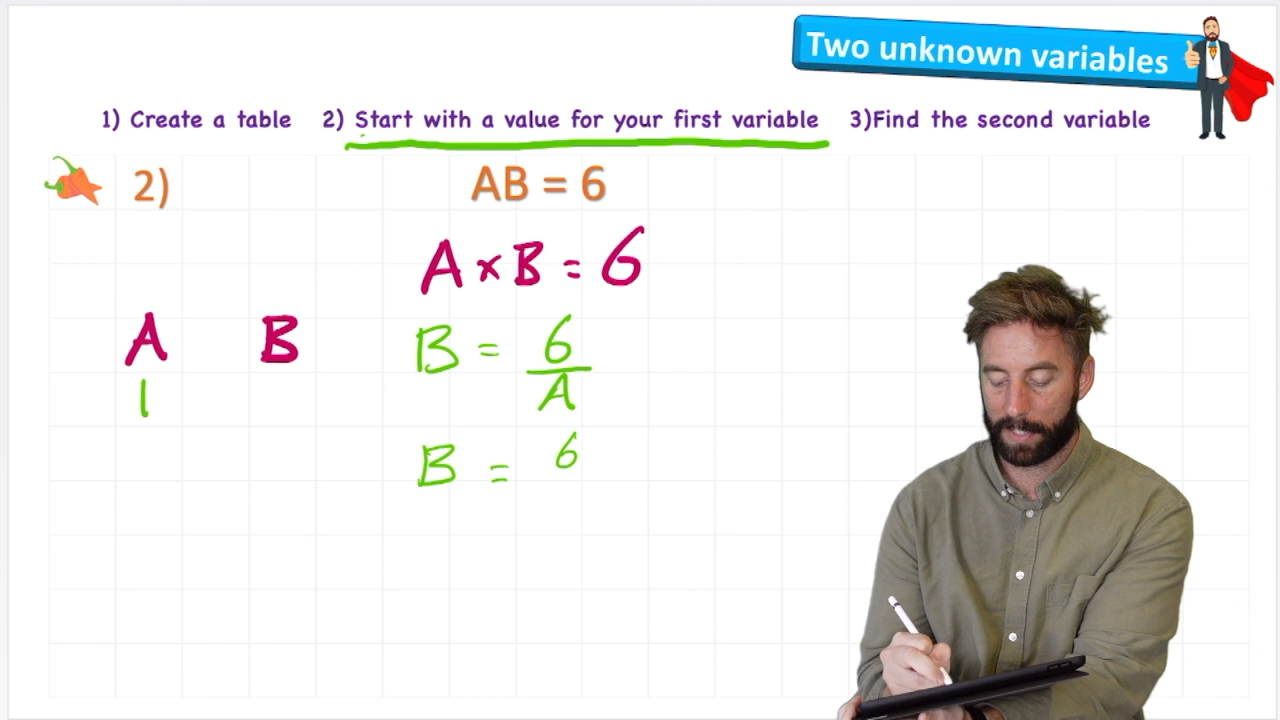 Two unknown variables
1) Create a table 2) Start with a value for your first variable 3)Find the second variable
2) AB = 6
A x B = 6
A B B = 6
A
1
B = 6